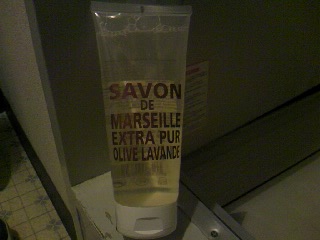 SAVON
DE
MARSEILLE
EXTRA PUR
OLIVE LAVANDE